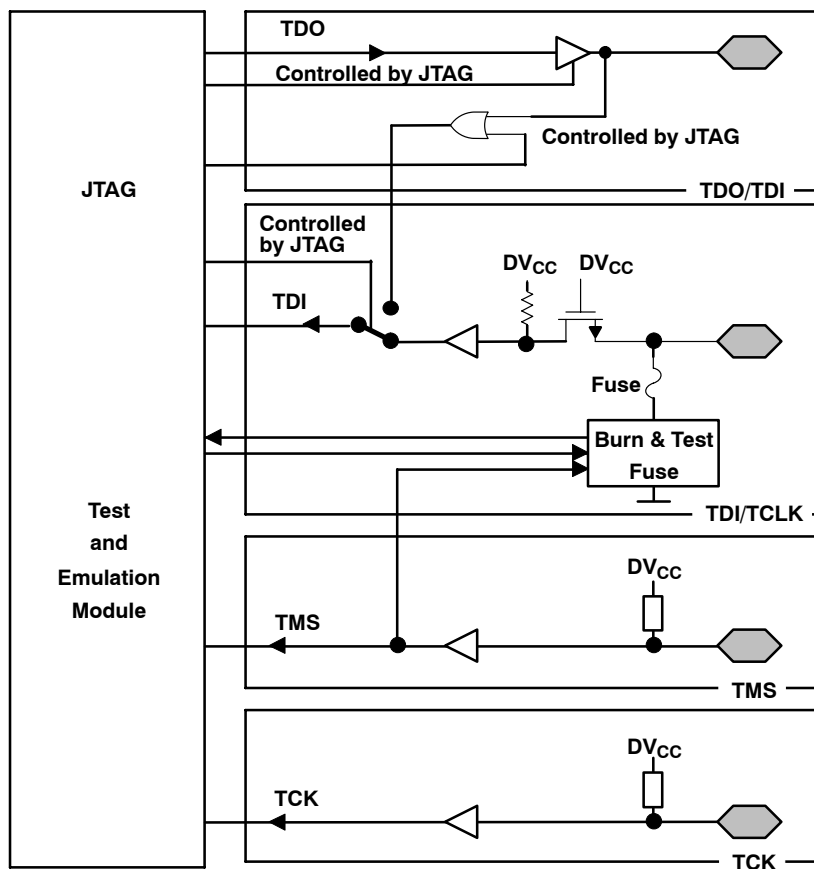 TDO
Controlled by JTAG
Controlled by JTAG
TDO/TDI
JTAG
Controlled
by JTAG
DVCC
DVCC
TDI
Fuse
Burn & Test
Fuse
TDI/TCLK
Test
and
Emulation
Module
DVCC
TMS
TMS
DVCC
TCK
TCK